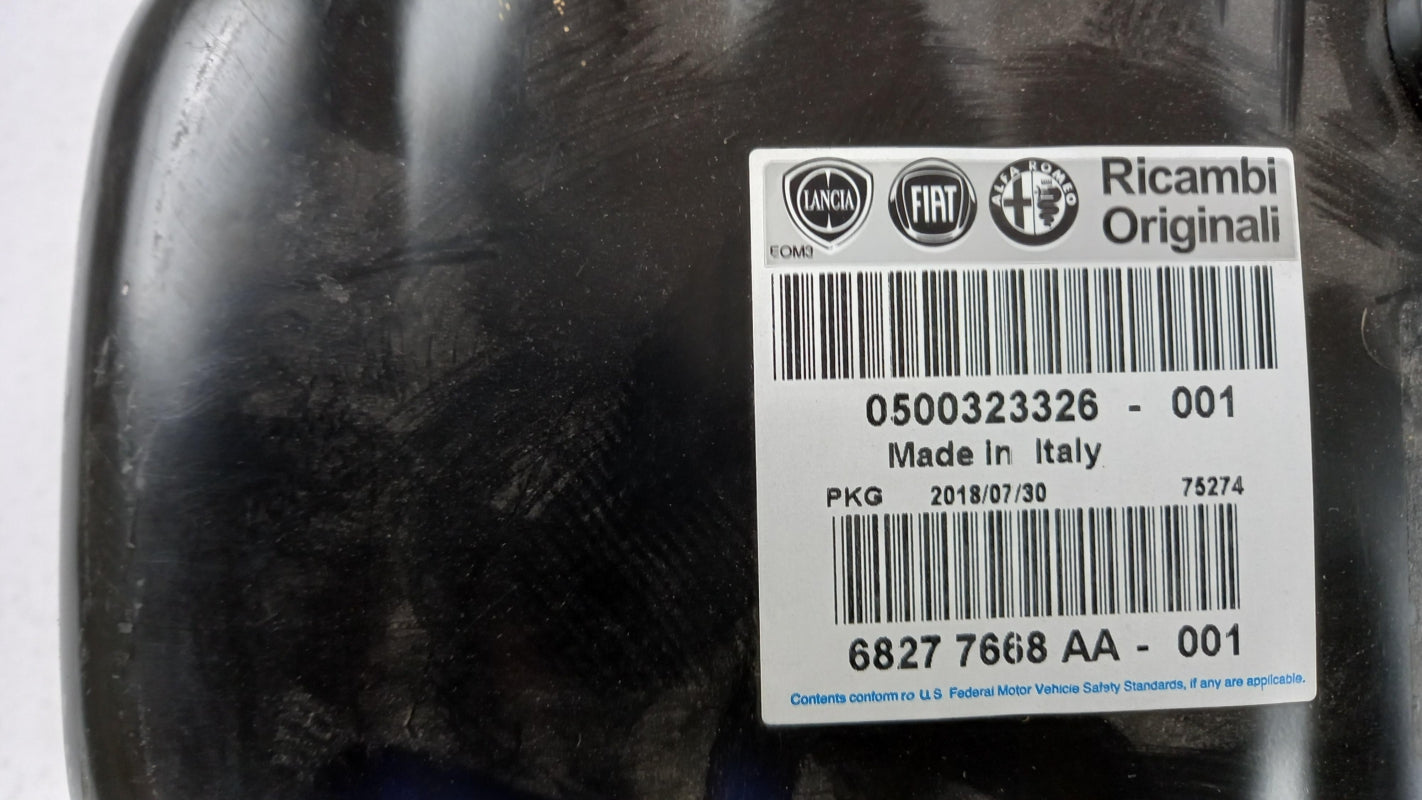 LANCIA FIAT ALFA ROMEO Ricambi
Originali
EOM3
0500323326 - 001
Made in Italy
PKG 2018/07/30 75274
6827 7668 AA - 001
Contents conform ro U.S Federal Motor Vehicle Safety Standards, if any are applicable.